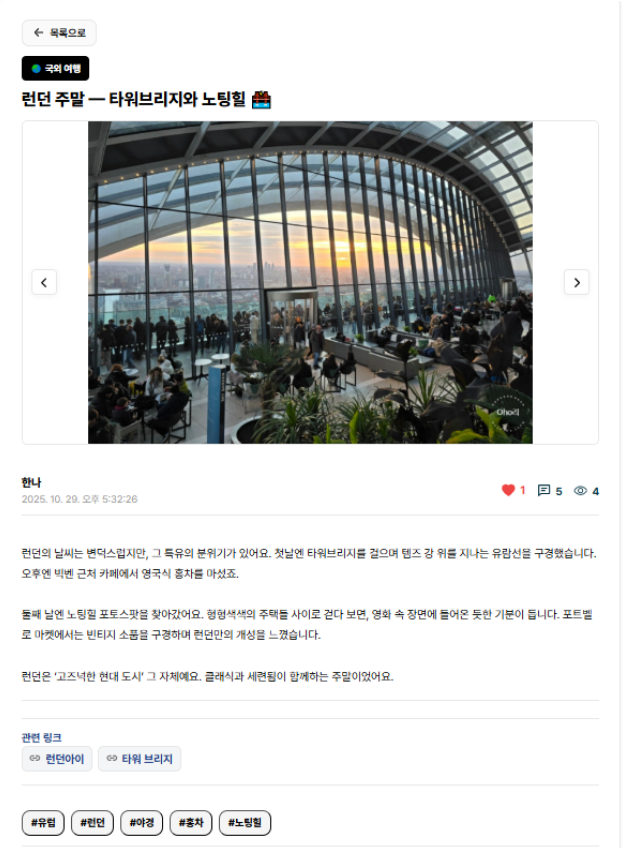 ← 목록으로
국외 여행
런던 주말 — 타워브리지와 노팅힐
한나
2025. 10. 29. 오후 5:32:26
1 5 4
런던의 날씨는 변덕스럽지만, 그 특유의 분위기가 있어요. 첫날엔 타워브리지를 걸으며 템즈 강 위를 지나는 유람선을 구경했습니다.
오후엔 빅벤 근처 카페에서 영국식 홍차를 마셨죠.
둘째 날엔 노팅힐 포토스팟을 찾아갔어요. 형형색색의 주택들 사이로 걷다 보면, 영화 속 장면에 들어온 듯한 기분이 듭니다. 포트벨
로 마켓에서는 빈티지 소품을 구경하며 런던만의 개성을 느꼈습니다.
런던은 ‘고즈넉한 현대 도시’ 그 자체예요. 클래식과 세련됨이 함께하는 주말이었어요.
관련 링크
런던아이 타워 브리지
#유럽 #런던 #야경 #홍차 #노팅힐